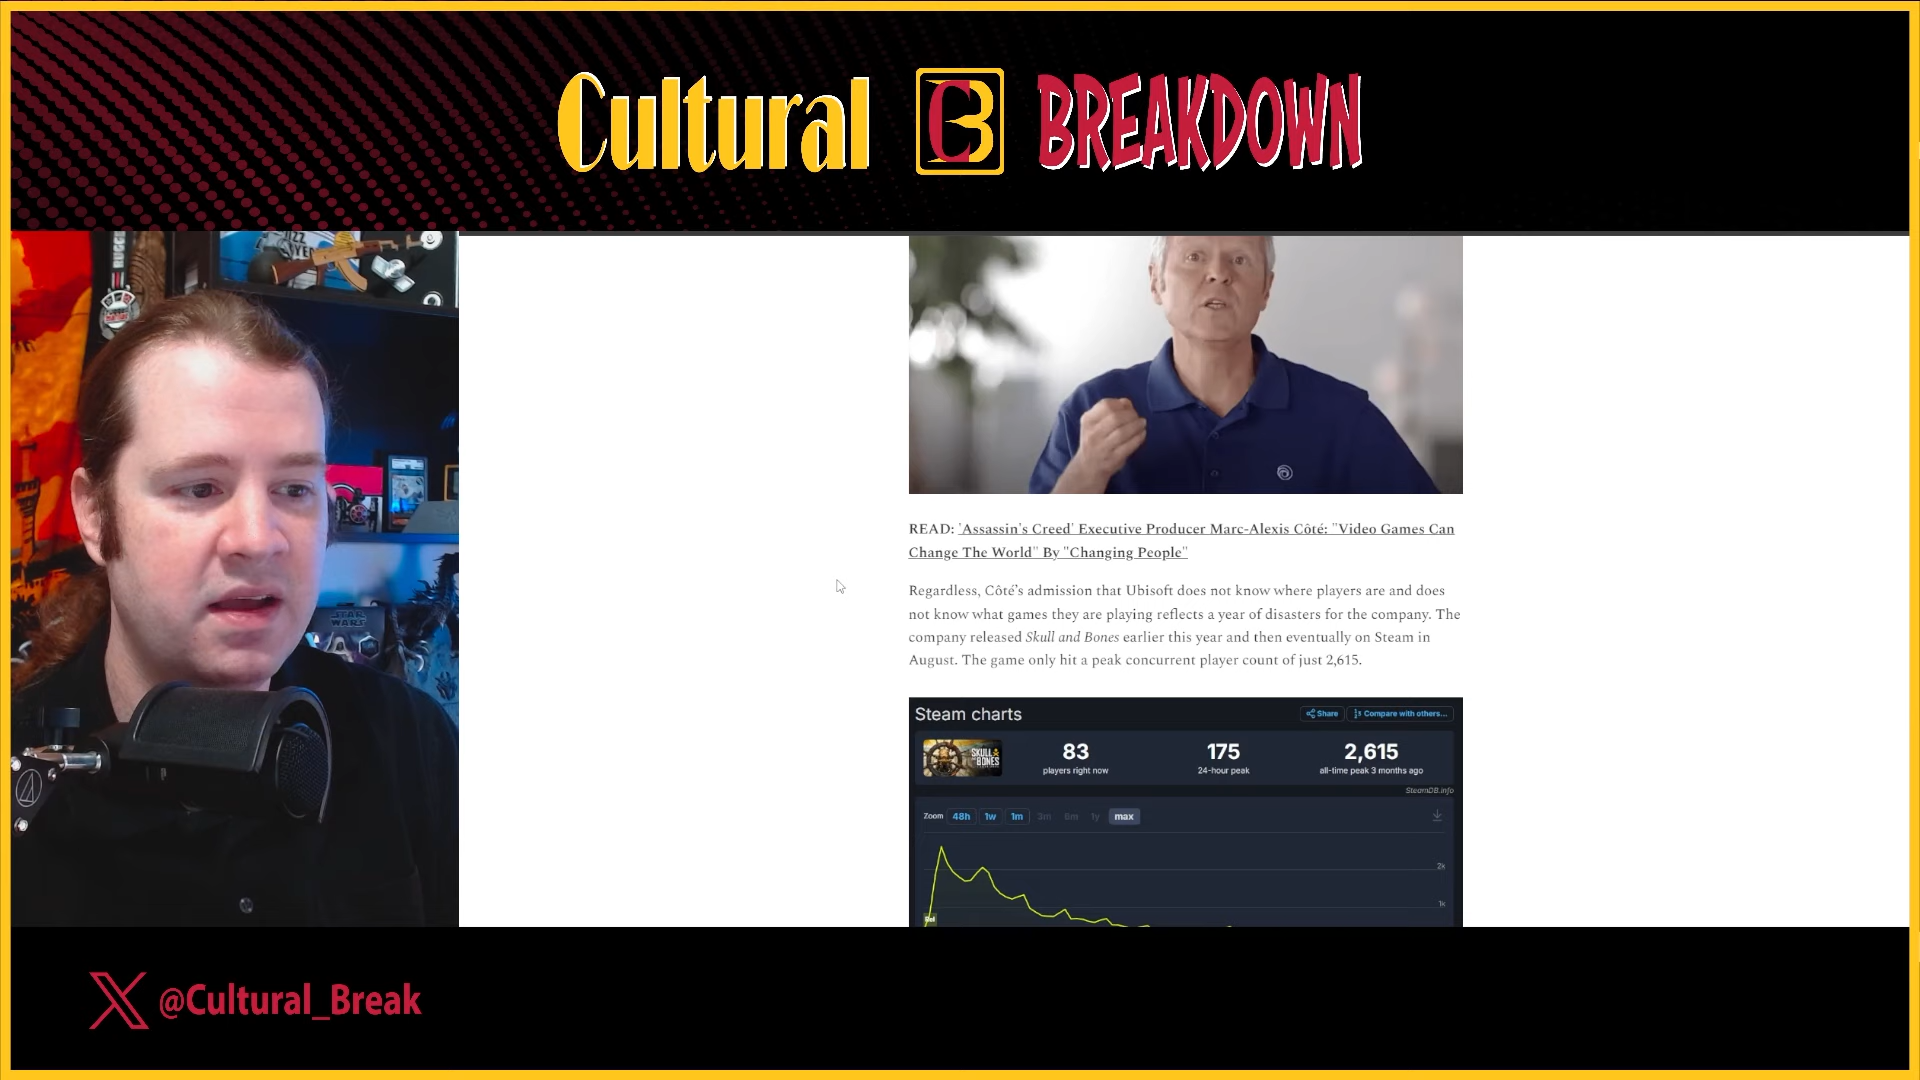 Cultural CB BREAKDOWN
RUGGED
READ: 'Assassin's Creed' Executive Producer Marc-Alexis Côté: "Video Games Can
Change The World" By "Changing People"
Regardless, Côté's admission that Ubisoft does not know where players are and does
not know what games they are playing reflects a year of disasters for the company. The
company released Skull and Bones earlier this year and then eventually on Steam in
August. The game only hit a peak concurrent player count of just 2,615.
STAR
WARS
Steam charts
Share
Compare with others...
SKULL
BONES
83
175
2,615
players right now
24-hour peak
all-time peak 3 months ago
SteamDB.info
Zoom 48h 1w 1m 3m 6m 1y max
2k
1k
@Cultural_Break